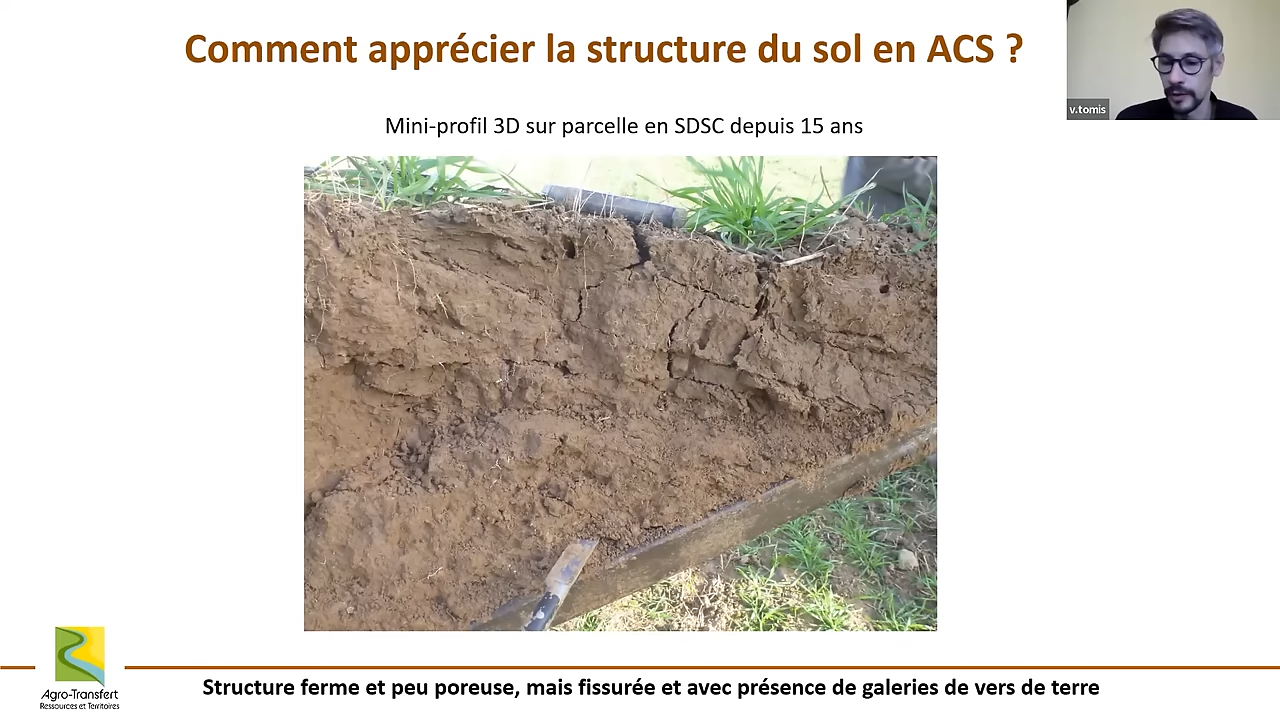 Comment apprécier la structure du sol en ACS ?
v.tomis
Mini-profil 3D sur parcelle en SDSC depuis 15 ans
Agro-Transfert
Ressources et Territoires
Structure ferme et peu poreuse, mais fissurée et avec présence de galeries de vers de terre